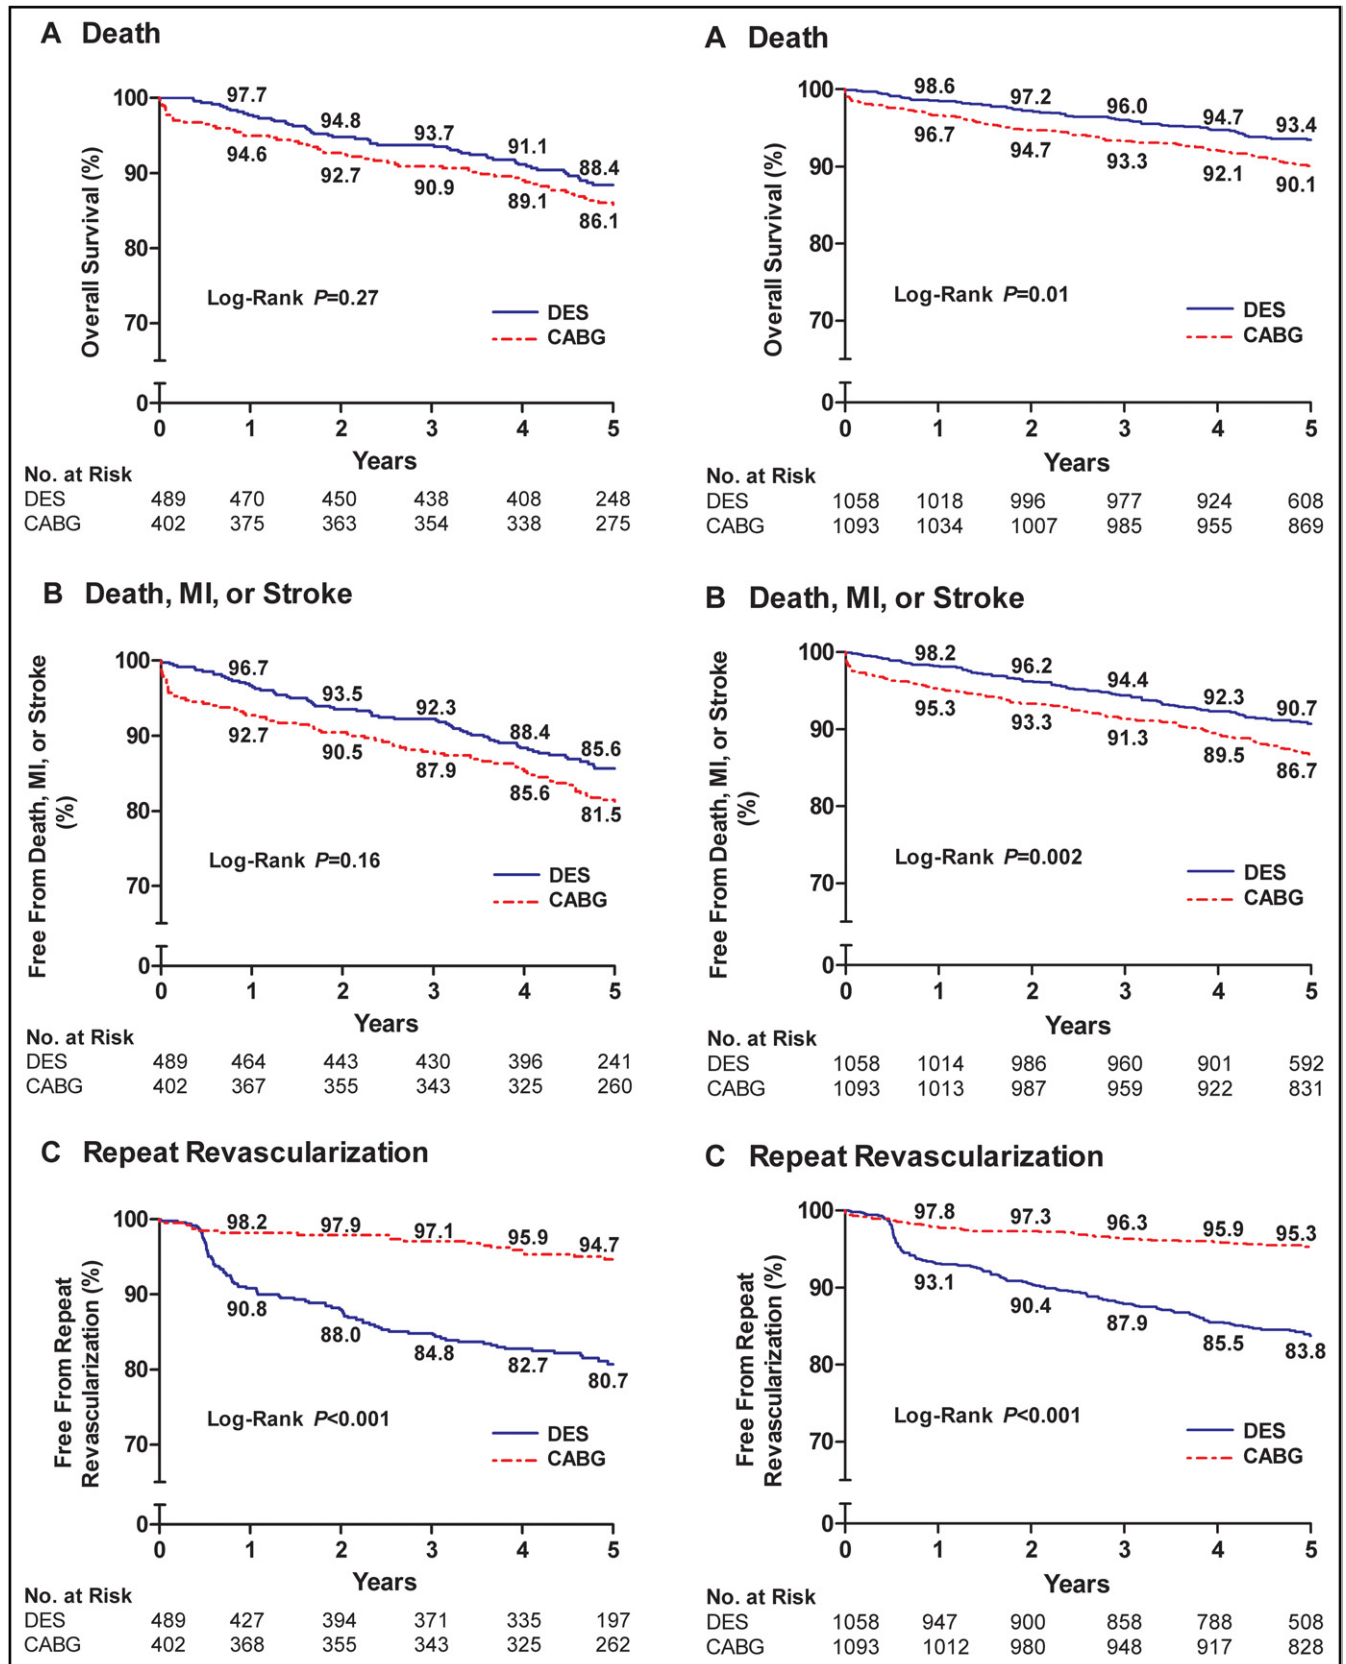 A Death
100
90
80
70
0
Overall Survival (%)
97.7
94.8
93.7
91.1
88.4
94.6
92.7
90.9
89.1
86.1
Log-Rank P=0.27
DES
CABG
0 1 2 3 4 5
Years
No. at Risk
DES 489 470 450 438 408 248
CABG 402 375 363 354 338 275
A Death
100
90
80
70
0
Overall Survival (%)
98.6
97.2
96.0
94.7
93.4
96.7
94.7
93.3
92.1
90.1
Log-Rank P=0.01
DES
CABG
0 1 2 3 4 5
Years
No. at Risk
DES 1058 1018 996 977 924 608
CABG 1093 1034 1007 985 955 869
B Death, MI, or Stroke
100
90
80
70
0
Free From Death, MI, or Stroke
(%)
96.7
93.5
92.3
88.4
85.6
92.7
90.5
87.9
85.6
81.5
Log-Rank P=0.16
DES
CABG
0 1 2 3 4 5
Years
No. at Risk
DES 489 464 443 430 396 241
CABG 402 367 355 343 325 260
B Death, MI, or Stroke
100
90
80
70
0
Free From Death, MI, or Stroke
(%)
98.2
96.2
94.4
92.3
90.7
95.3
93.3
91.3
89.5
86.7
Log-Rank P=0.002
DES
CABG
0 1 2 3 4 5
Years
No. at Risk
DES 1058 1014 986 960 901 592
CABG 1093 1013 987 959 922 831
C Repeat Revascularization
100
90
80
70
0
Free From Repeat
Revascularization (%)
98.2
97.9
97.1
95.9
94.7
90.8
88.0
84.8
82.7
80.7
Log-Rank P<0.001
DES
CABG
0 1 2 3 4 5
Years
No. at Risk
DES 489 427 394 371 335 197
CABG 402 368 355 343 325 262
C Repeat Revascularization
100
90
80
70
0
Free From Repeat
Revascularization (%)
97.8
97.3
96.3
95.9
95.3
93.1
90.4
87.9
85.5
83.8
Log-Rank P<0.001
DES
CABG
0 1 2 3 4 5
Years
No. at Risk
DES 1058 947 900 858 788 508
CABG 1093 1012 980 948 917 828